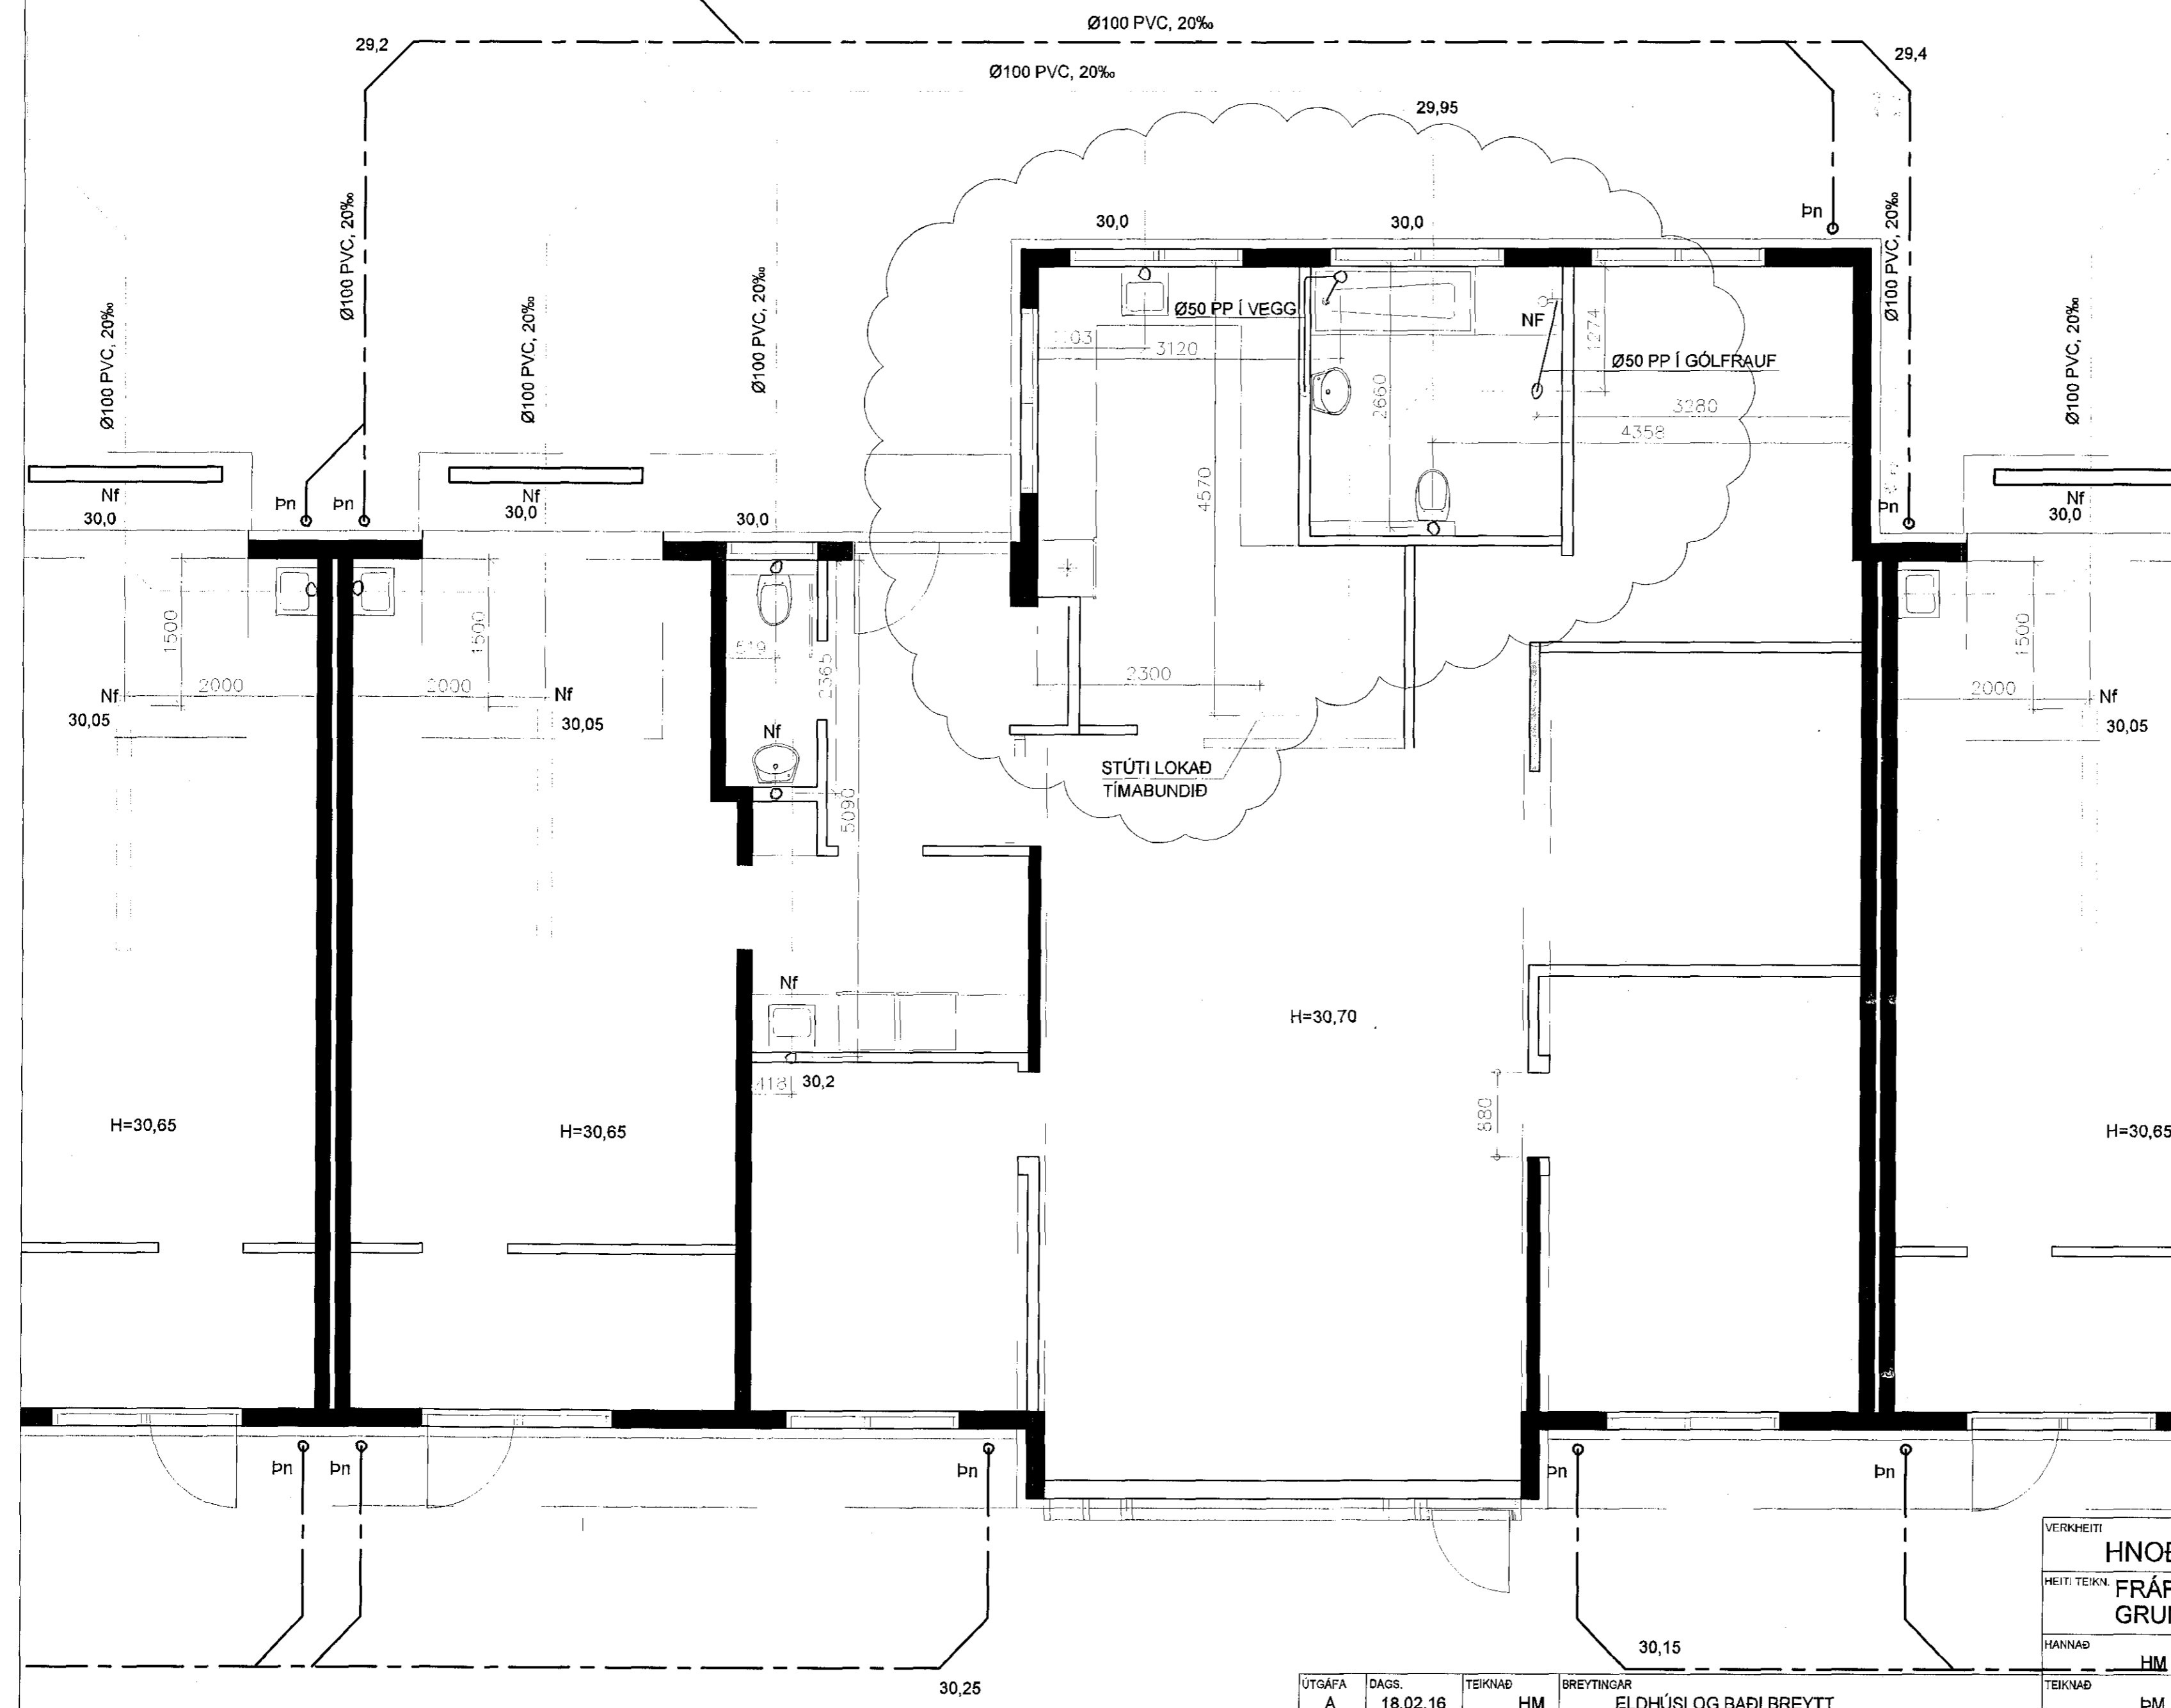 Ø100 PVC, 20‰
29,2
29,4
Ø100 PVC, 20‰
29,95
Ø100 PVC, 20‰
Þn
Ø100 PVC, 20‰
30,0
30,0
Ø100 PVC, 20‰
Ø100 PVC, 20‰
Ø100 PVC, 20‰
Ø100 PVC, 20‰
Ø50 PP Í VEGG
NF
1274
3120
Ø50 PP Í GÓLFRAUF
2660
3280
4358
4570
Nf
30,0
Þn
Þn
Nf
30,0
30,0
Þn
Nf
30,0
1500
1500
519
2365
1500
2000
2000
2300
2000
Nf
30,05
Nf
30,05
Nf
30,05
Nf
STÚTI LOKAÐ
TÍMABUNDIÐ
5090
Nf
H=30,70
418
30,2
880
H=30,65
H=30,65
H=30,65
Þn
Þn
Þn
Þn
Þn
30,15
30,25
VERKHEITI
HEITI TEIKN.
HANNAÐ
HM
TEIKNAÐ
ÞM
ÚTGÁFA
DAGS.
TEIKNAÐ
BREYTINGAR
A
18.02.16
HM
ELDHÚSI OG BAÐI BREYTT